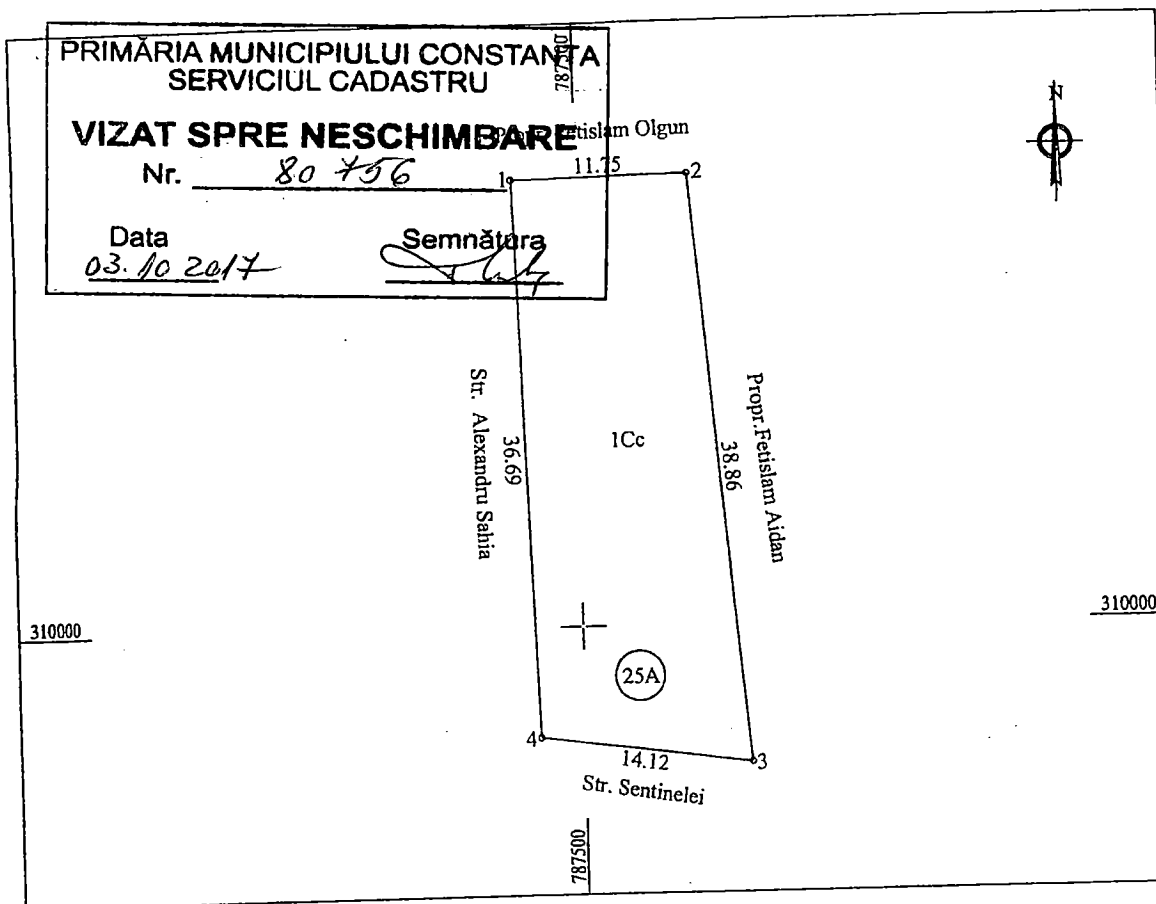 PRIMĂRIA MUNICIPIULUI CONSTANȚA
SERVICIUL CADASTRU
VIZAT SPRE NESCHIMBARE
Nr. 80 756
Data
Semnătura
03.10 2017
787500
Propr. Fetislam Olgun
11.75
1
2
N
Str. Alexandru Sahia
36.69
1Cc
38.86
Propr.Fetislam Aidan
310000
310000
25A
4
14.12
3
Str. Sentinelei
787500